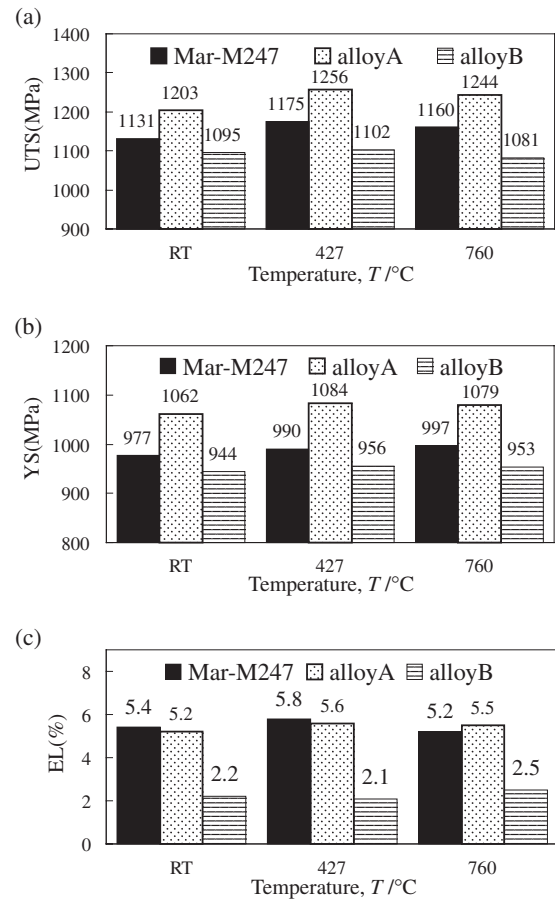 (a)
1400
Mar-M247 alloyA alloyB
1300
1256
1244
1203
1200
1175
1160
1131
1095
1102
1081
1100
1000
900
UTS(MPa)
RT 427 760
Temperature, T /°C
(b)
1200
Mar-M247 alloyA alloyB
1100
1062
1084
1079
977
990
997
944
956
953
1000
900
800
YS(MPa)
RT 427 760
Temperature, T /°C
(c)
8
Mar-M247 alloyA alloyB
5.4 5.2 5.8 5.6 5.2 5.5
6
4
2.2 2.1 2.5
2
0
EL(%)
RT 427 760
Temperature, T /°C